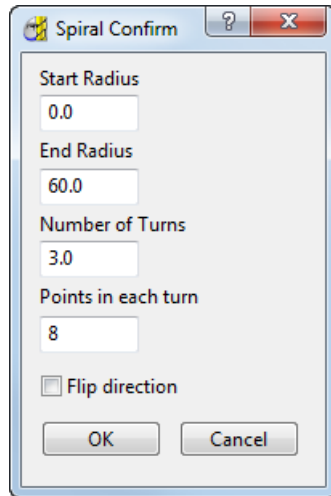 Spiral Confirm
Start Radius
0.0
End Radius
60.0
Number of Turns
3.0
Points in each turn
8
Flip direction
OK Cancel